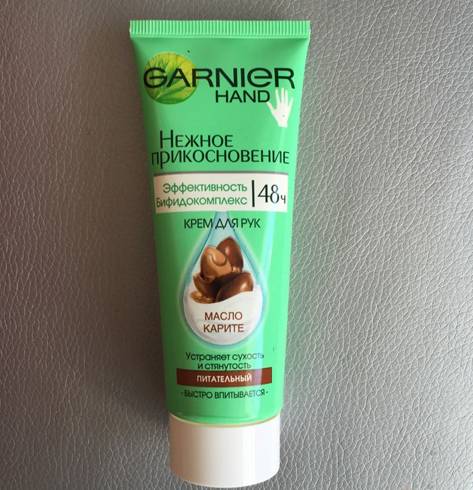 GARNIER
HAND
НЕЖНОЕ
ПРИКОСНОВЕНИЕ
Эффективность
Бифидокомплекс
48ч
КРЕМ ДЛЯ РУК
МАСЛО
КАРИТЕ
Устраняет сухость
и стянутость
ПИТАТЕЛЬНЫЙ
- БЫСТРО ВПИТЫВАЕТСЯ -